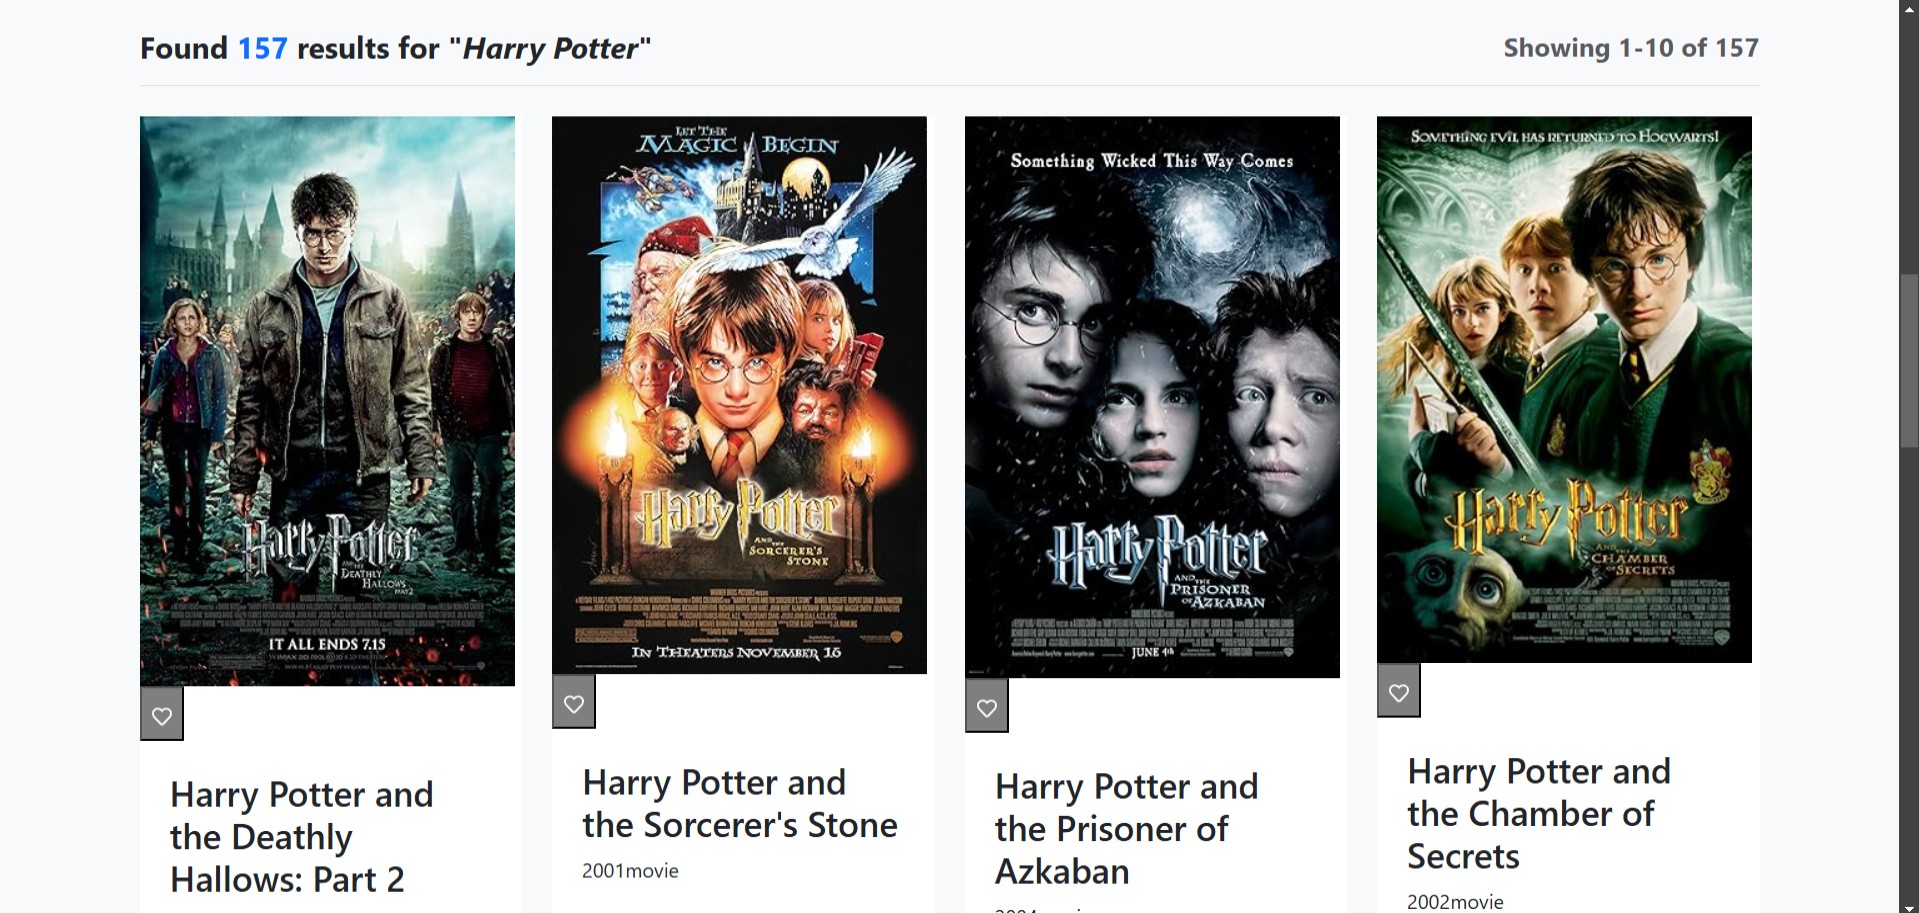 Found 157 results for "Harry Potter"
Showing 1-10 of 157
Harry Potter
AND THE
DEATHLY
HALLOWS
PART 2
IT ALL ENDS 7.15
Harry Potter and
the Deathly
Hallows: Part 2
LET THE
MAGIC BEGIN
Harry Potter
AND THE
SORCERER'S
STONE
IN THEATERS NOVEMBER 16
Harry Potter and
the Sorcerer's Stone
2001movie
Something Wicked This Way Comes
Harry Potter
AND THE
PRISONER
OF AZKABAN
JUNE 4th
Harry Potter and
the Prisoner of
Azkaban
SOMETHING EVIL HAS RETURNED TO HOGWARTS!
Harry Potter
AND THE
CHAMBER
OF SECRETS
Harry Potter and
the Chamber of
Secrets
2002movie